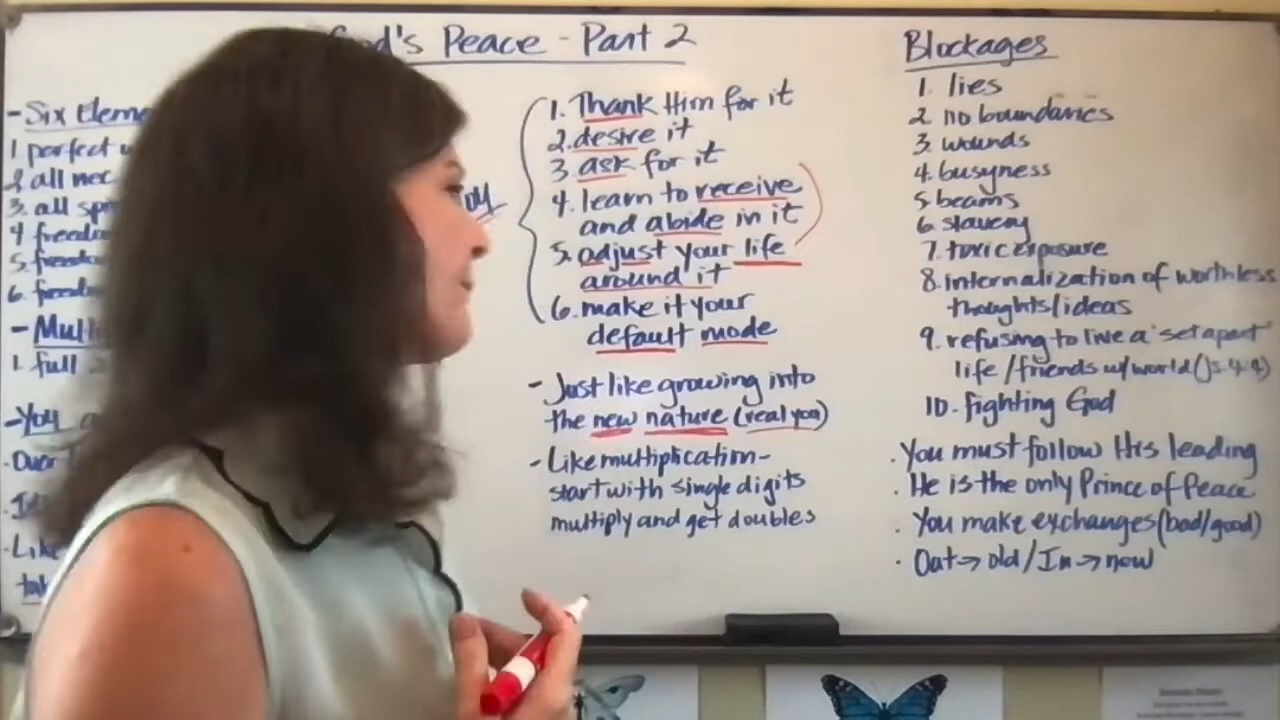 God's Peace - Part 2
- Six Eleme
1 perfect
2 all nec
3. all spi
4 freedo
5. freedo
6. freedo
- Multi
1. full
- You
Over
Like
1. Thank Him for it
2. desire it
3. ask for it
4. learn to receive
and abide in it
5. adjust your life
around it
6. make it your
default mode
- Just like growing into
the new nature (real you)
- Like multiplication-
start with single digits
multiply and get doubles
Blockages
1. lies
2. no boundaries
3. wounds
4. busyness
5. beams
6. slavery
7. toxic exposure
8. internalization of worthless
thoughts/ideas
9. refusing to live a "set apart"
life/friends w/world (Js. 4:4)
10. fighting God
· You must follow His leading
· He is the only Prince of Peace
· You make exchanges (bad/good)
· Out → old / In → new